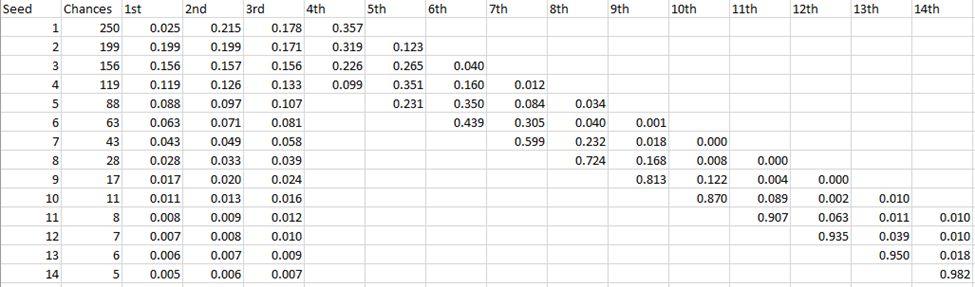 Seed Chances 1st 2nd 3rd 4th 5th 6th 7th 8th 9th 10th 11th 12th 13th 14th
1 250 0.025 0.215 0.178 0.357
2 199 0.199 0.199 0.171 0.319 0.123
3 156 0.156 0.157 0.156 0.226 0.265 0.040
4 119 0.119 0.126 0.133 0.099 0.351 0.160 0.012
5 88 0.088 0.097 0.107 0.231 0.350 0.084 0.034
6 63 0.063 0.071 0.081 0.439 0.305 0.040 0.001
7 43 0.043 0.049 0.058 0.599 0.232 0.018 0.000
8 28 0.028 0.033 0.039 0.724 0.168 0.008 0.000
9 17 0.017 0.020 0.024 0.813 0.122 0.004 0.000
10 11 0.011 0.013 0.016 0.870 0.089 0.002 0.010
11 8 0.008 0.009 0.012 0.907 0.063 0.011 0.010
12 7 0.007 0.008 0.010 0.935 0.039 0.010
13 6 0.006 0.007 0.009 0.950 0.018
14 5 0.005 0.006 0.007 0.982